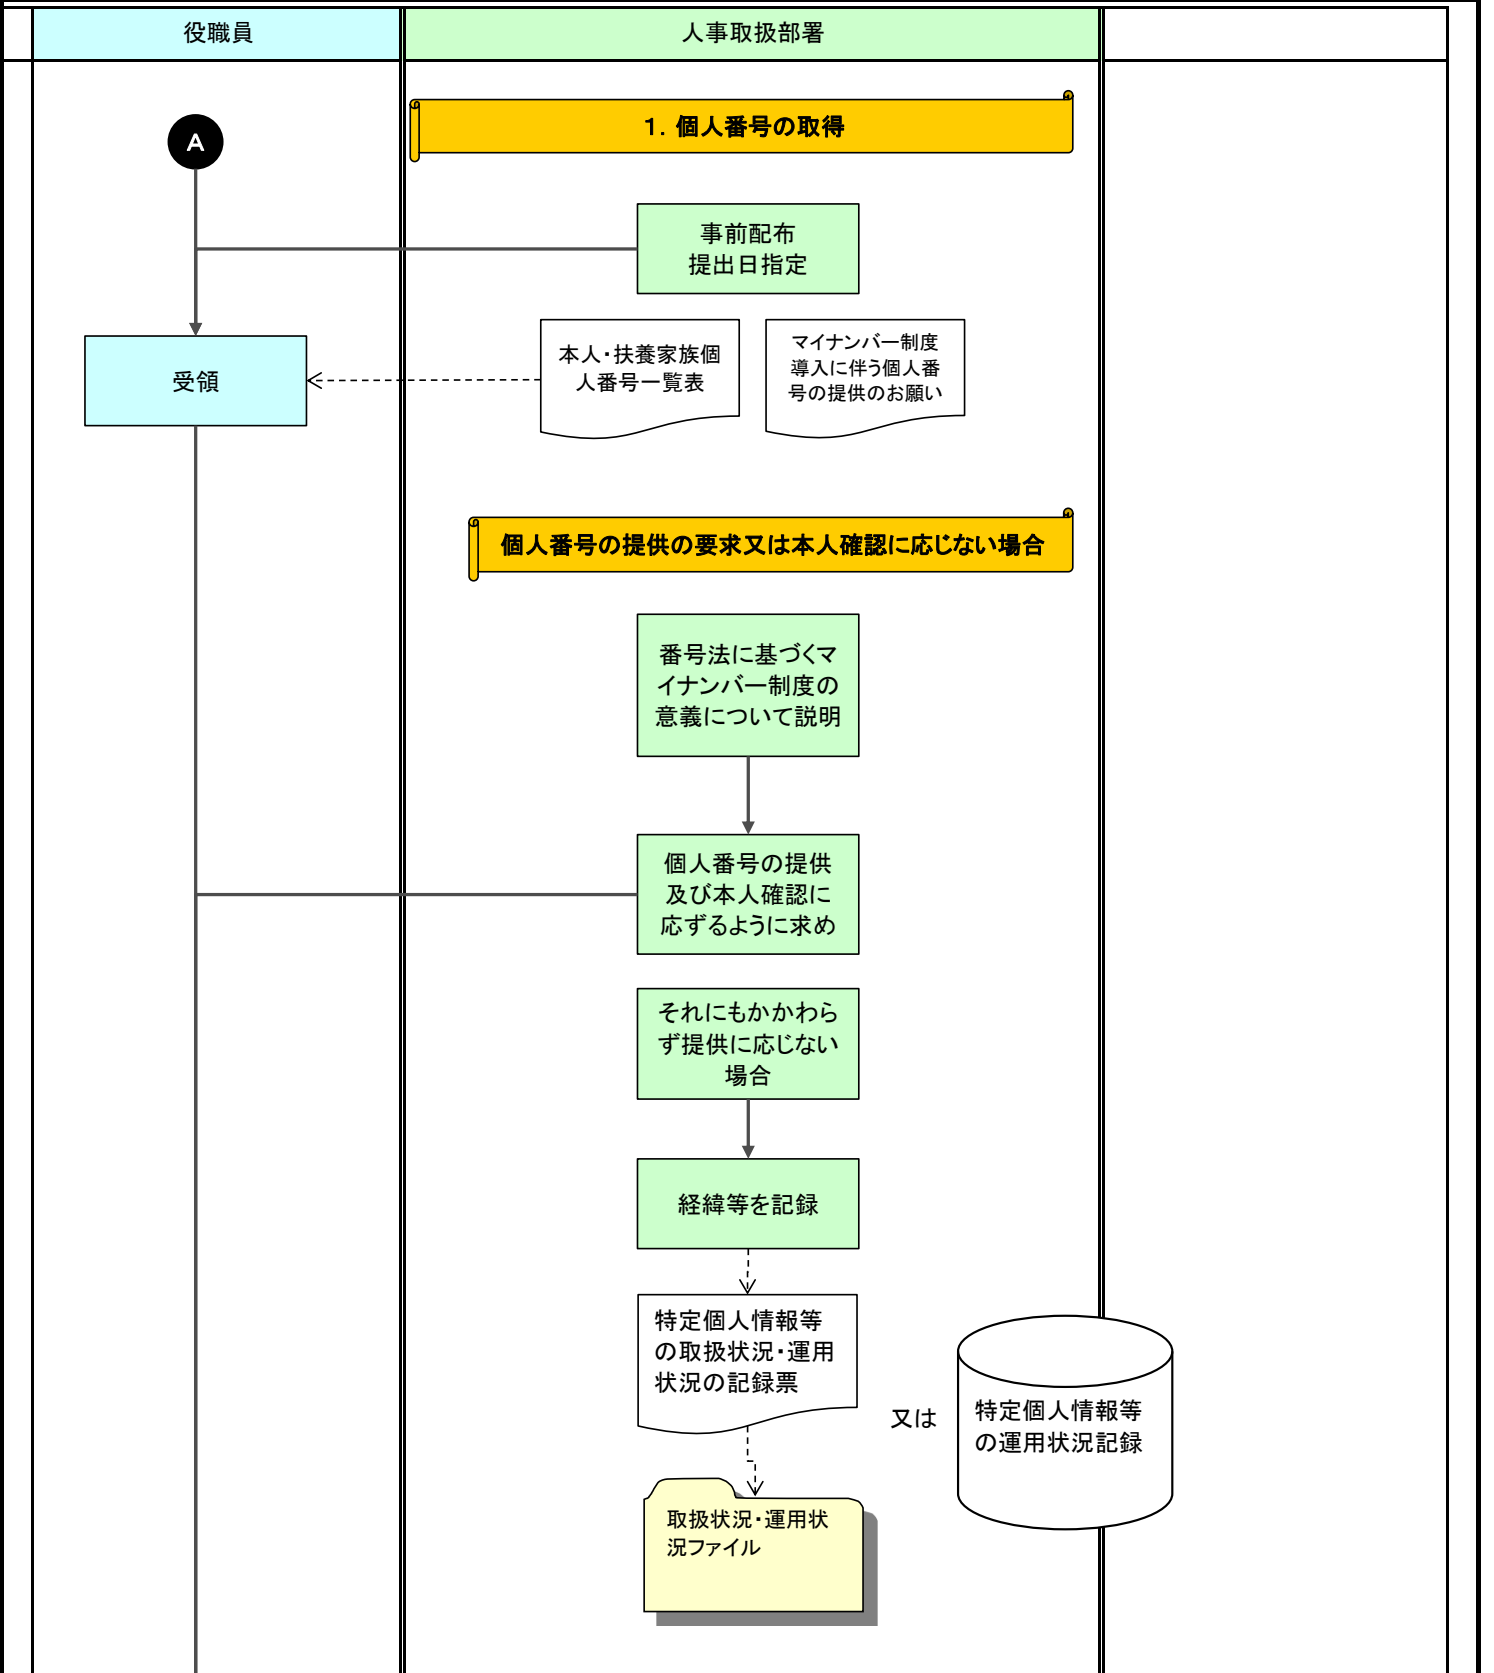 役職員
人事取扱部署
A
1. 個人番号の取得
事前配布
提出日指定
受領
本人・扶養家族個
人番号一覧表
マイナンバー制度
導入に伴う個人番
号の提供のお願い
個人番号の提供の要求又は本人確認に応じない場合
番号法に基づくマ
イナンバー制度の
意義について説明
個人番号の提供
及び本人確認に
応ずるように求め
それにもかかわら
ず提供に応じない
場合
経緯等を記録
特定個人情報等
の取扱状況・運用
状況の記録票
又は
特定個人情報等
の運用状況記録
取扱状況・運用状
況ファイル